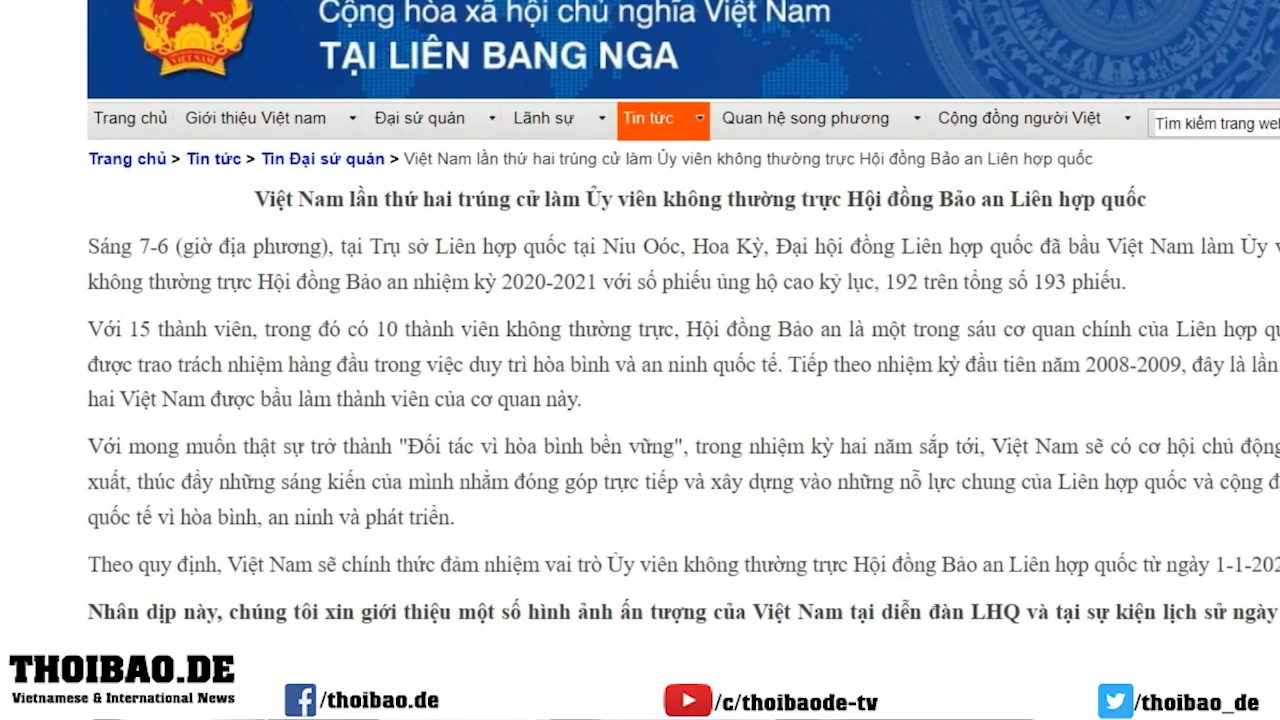 Cộng hòa xã hội chủ nghĩa Việt Nam
TẠI LIÊN BANG NGA
VIỆT NAM
Trang chủ Giới thiệu Việt nam Đại sứ quán Lãnh sự Tin tức Quan hệ song phương Cộng đồng người Việt Tìm kiếm trang web
Trang chủ > Tin tức > Tin Đại sứ quán > Việt Nam lần thứ hai trúng cử làm Ủy viên không thường trực Hội đồng Bảo an Liên hợp quốc
Việt Nam lần thứ hai trúng cử làm Ủy viên không thường trực Hội đồng Bảo an Liên hợp quốc
Sáng 7-6 (giờ địa phương), tại Trụ sở Liên hợp quốc tại Niu Oóc, Hoa Kỳ, Đại hội đồng Liên hợp quốc đã bầu Việt Nam làm Ủy
không thường trực Hội đồng Bảo an nhiệm kỳ 2020-2021 với số phiếu ủng hộ cao kỷ lục, 192 trên tổng số 193 phiếu.
Với 15 thành viên, trong đó có 10 thành viên không thường trực, Hội đồng Bảo an là một trong sáu cơ quan chính của Liên hợp
được trao trách nhiệm hàng đầu trong việc duy trì hòa bình và an ninh quốc tế. Tiếp theo nhiệm kỳ đầu tiên năm 2008-2009, đây là lần
hai Việt Nam được bầu làm thành viên của cơ quan này.
Với mong muốn thật sự trở thành "Đối tác vì hòa bình bền vững", trong nhiệm kỳ hai năm sắp tới, Việt Nam sẽ có cơ hội chủ động
xuất, thúc đẩy những sáng kiến của mình nhằm đóng góp trực tiếp và xây dựng vào những nỗ lực chung của Liên hợp quốc và cộng
quốc tế vì hòa bình, an ninh và phát triển.
Theo quy định, Việt Nam sẽ chính thức đảm nhiệm vai trò Ủy viên không thường trực Hội đồng Bảo an Liên hợp quốc từ ngày
Nhân dịp này, chúng tôi xin giới thiệu một số hình ảnh ấn tượng của Việt Nam tại diễn đàn LHQ và tại sự kiện lịch sử ngày
THOIBAO.DE
Vietnamese & International News
/thoibao.de
/c/thoibaode-tv
/thoibao_de